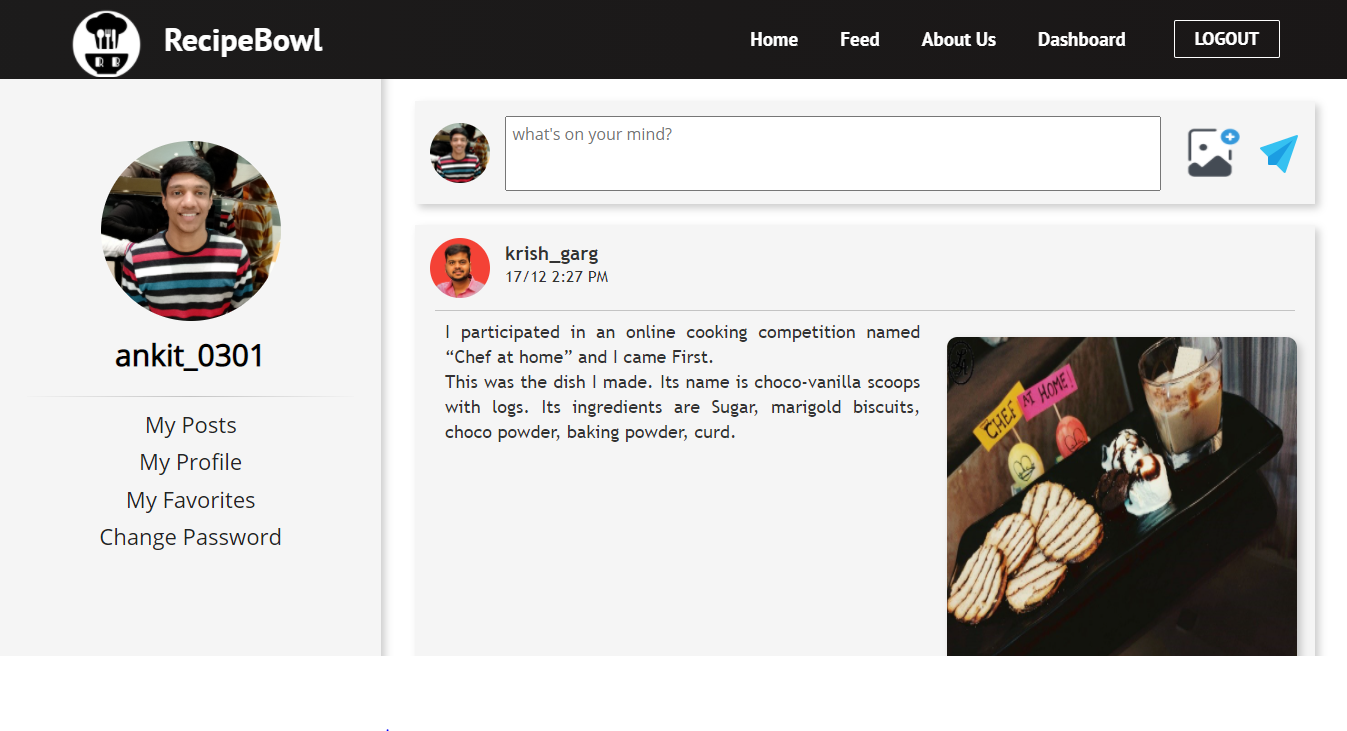 R B
RecipeBowl
Home
Feed
About Us
Dashboard
LOGOUT
ankit_0301
My Posts
My Profile
My Favorites
Change Password
what's on your mind?
krish_garg
17/12 2:27 PM
I participated in an online cooking competition named
“Chef at home” and I came First.
This was the dish I made. Its name is choco-vanilla scoops
with logs. Its ingredients are Sugar, marigold biscuits,
choco powder, baking powder, curd.
CHEF
AT HOME!